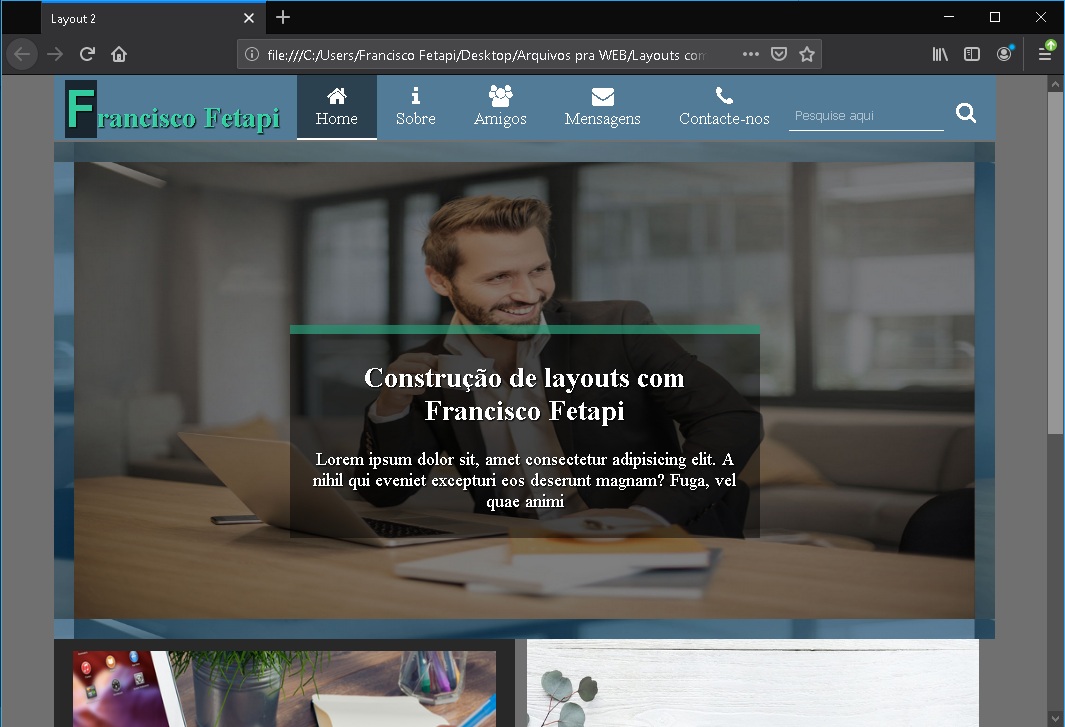 Layout 2
file:///C:/Users/Francisco Fetapi/Desktop/Arquivos pra WEB/Layouts com
Francisco Fetapi
Home
Sobre
Amigos
Mensagens
Contacte-nos
Pesquise aqui
Construção de layouts com
Francisco Fetapi
Lorem ipsum dolor sit, amet consectetur adipisicing elit. A
nihil qui eveniet excepturi eos deserunt magnam? Fuga, vel
quae animi